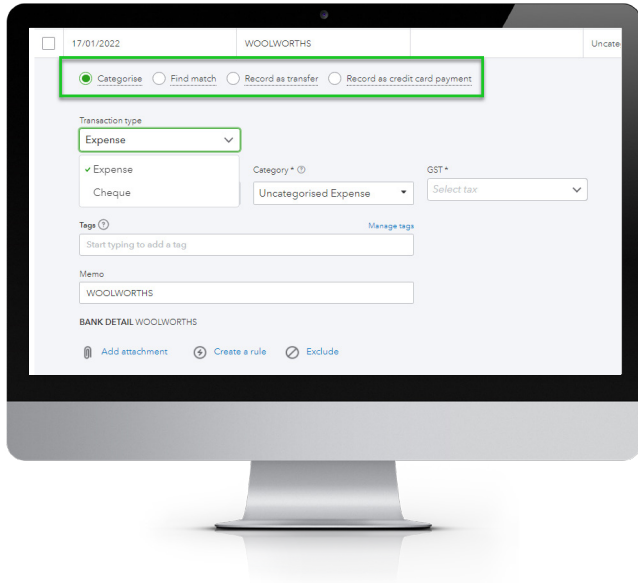 17/01/2022 WOOLWORTHS Uncate
Categorise Find match Record as transfer Record as credit card payment
Transaction type
Expense
Expense
Cheque
Category *
Uncategorised Expense
GST *
Select tax
Tags
Manage tags
Start typing to add a tag
Memo
WOOLWORTHS
BANK DETAIL WOOLWORTHS
Add attachment Create a rule Exclude